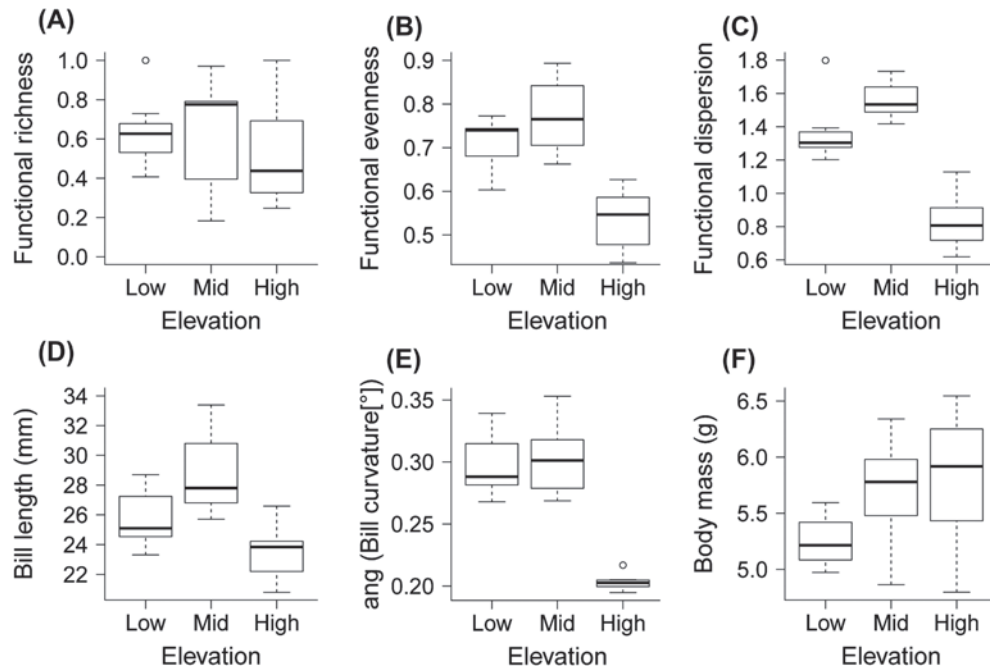 (A)
Functional richness
1.0
0.8
0.6
0.4
0.2
0.0
Low Mid High
Elevation
(B)
Functional evenness
0.9
0.8
0.7
0.6
0.5
Low Mid High
Elevation
(C)
Functional dispersion
1.8
1.6
1.4
1.2
1.0
0.8
0.6
Low Mid High
Elevation
(D)
Bill length (mm)
34
32
30
28
26
24
22
Low Mid High
Elevation
(E)
ang (Bill curvature[°])
0.35
0.30
0.25
0.20
Low Mid High
Elevation
(F)
Body mass (g)
6.5
6.0
5.5
5.0
Low Mid High
Elevation